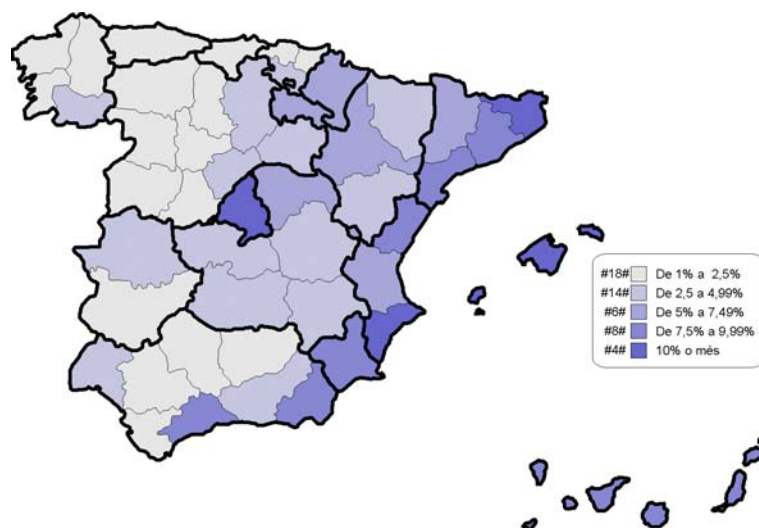 #18# De 1% a 2,5%
#14# De 2,5 a 4,99%
#6# De 5% a 7,49%
#8# De 7,5% a 9,99%
#4# 10% o més